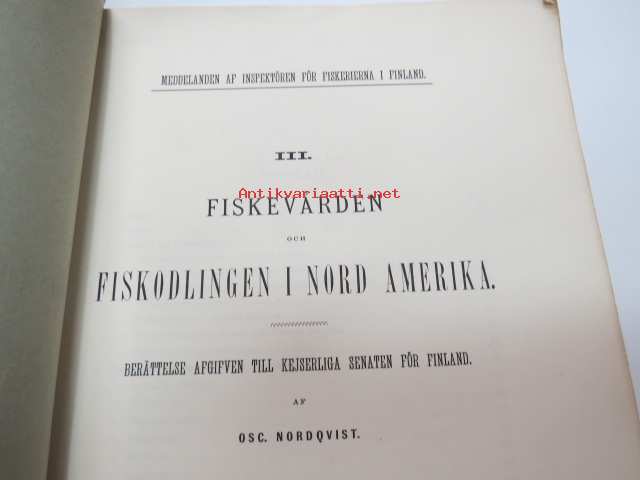 MEDDELANDEN AF INSPEKTÖREN FÖR FISKERIERNA I FINLAND.
III.
Antikvariaatti.net
FISKEVÅRDEN
OCH
FISKODLINGEN I NORD AMERIKA.
BERÄTTELSE AFGIFVEN TILL KEJSERLIGA SENATEN FÖR FINLAND.
AF
OSC. NORDQVIST.